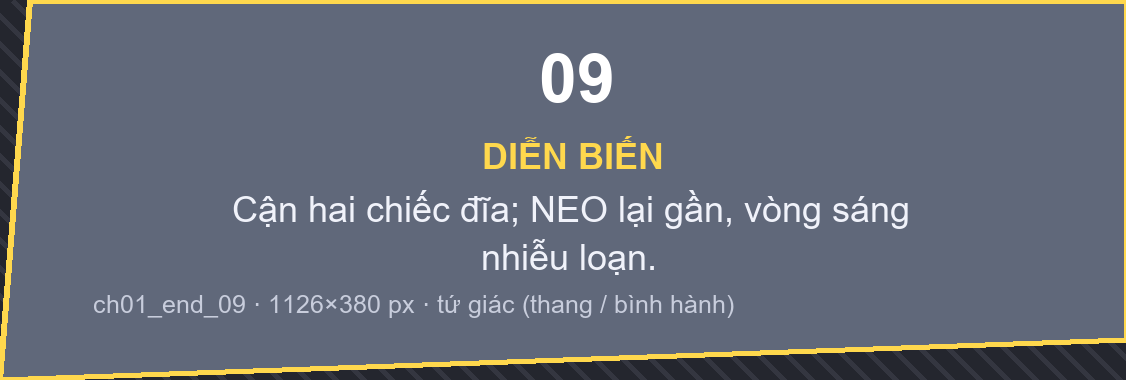 09
DIỄN BIẾN
Cận hai chiếc đĩa; NEO lại gần, vòng sáng
nhiễu loạn.
ch01_end_09 · 1126×380 px · tứ giác (thang / bình hành)